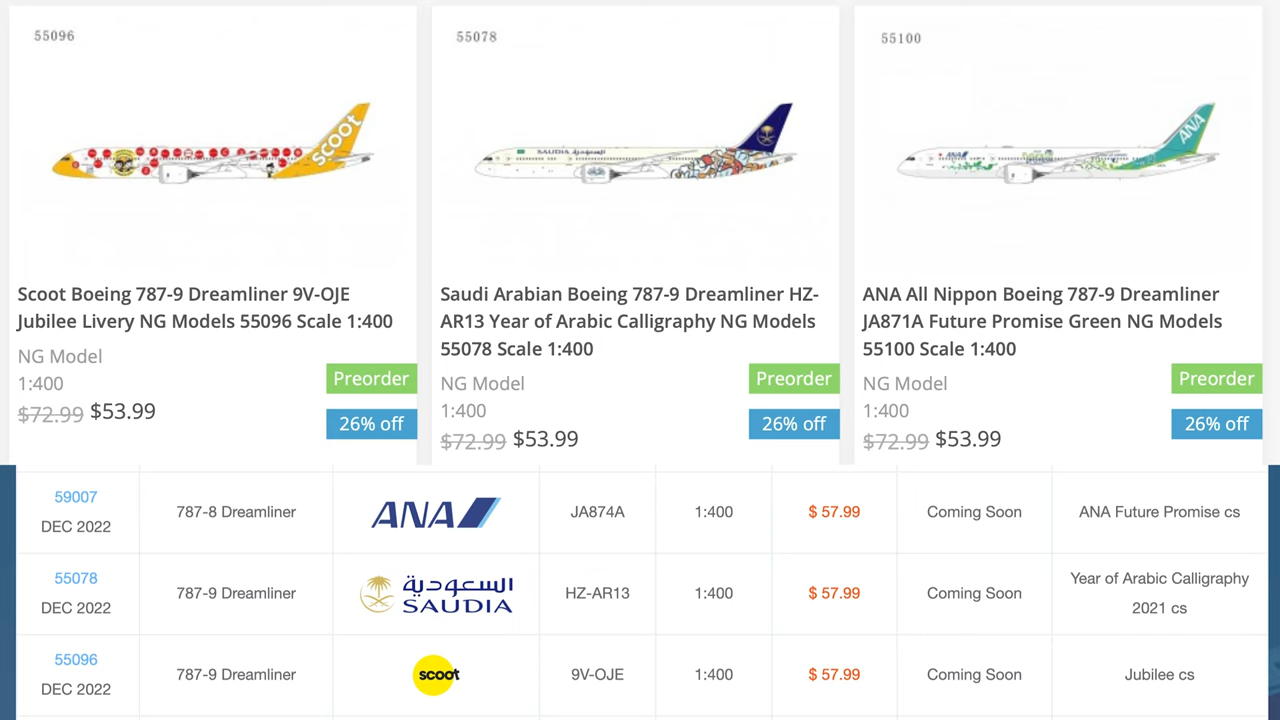 55096
scoot
Scoot Boeing 787-9 Dreamliner 9V-OJE
Jubilee Livery NG Models 55096 Scale 1:400
NG Model
1:400
$72.99 $53.99
Preorder
26% off
55078
SAUDIA السعودية
Saudi Arabian Boeing 787-9 Dreamliner HZ-
AR13 Year of Arabic Calligraphy NG Models
55078 Scale 1:400
NG Model
1:400
$72.99 $53.99
Preorder
26% off
55100
ANA
ANA
ANA All Nippon Boeing 787-9 Dreamliner
JA871A Future Promise Green NG Models
55100 Scale 1:400
NG Model
1:400
$72.99 $53.99
Preorder
26% off
59007
DEC 2022
787-8 Dreamliner
ANA
JA874A
1:400
$ 57.99
Coming Soon
ANA Future Promise cs
55078
DEC 2022
787-9 Dreamliner
السعودية
SAUDIA
HZ-AR13
1:400
$ 57.99
Coming Soon
Year of Arabic Calligraphy
2021 cs
55096
DEC 2022
787-9 Dreamliner
scoot
9V-OJE
1:400
$ 57.99
Coming Soon
Jubilee cs